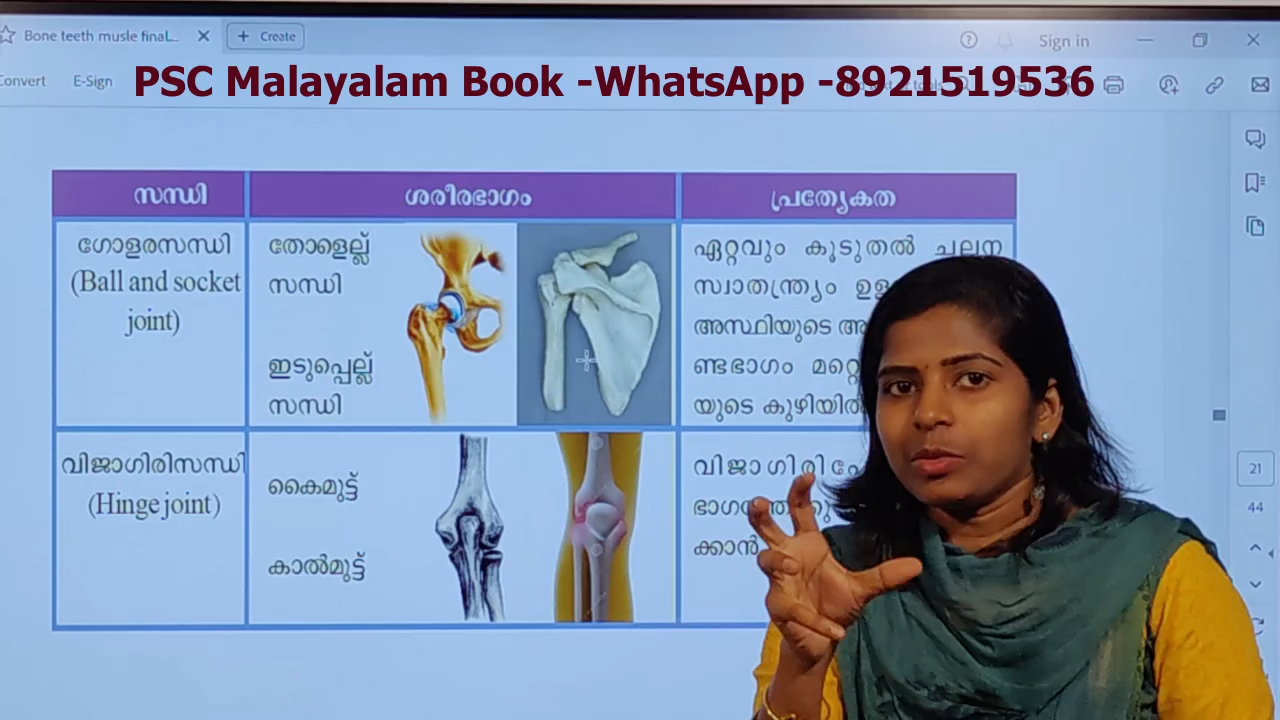 Bone teeth musle final...
Create
Sign in
Convert
E-Sign
PSC Malayalam Book -WhatsApp -8921519536
സന്ധി
ശരീരഭാഗം
പ്രത്യേകത
ഗോളരസന്ധി
(Ball and socket
joint)
തോളെല്ല്
സന്ധി
ഇടുപ്പെല്ല്
സന്ധി
ഏറ്റവും കൂടുതൽ ചലന
സ്വാതന്ത്ര്യം
അസ്ഥിയുടെ
ണ്ടഭാഗം
യുടെ
വിജാഗിരിസന്ധി
(Hinge joint)
കൈമുട്ട്
കാൽമുട്ട്
21
44